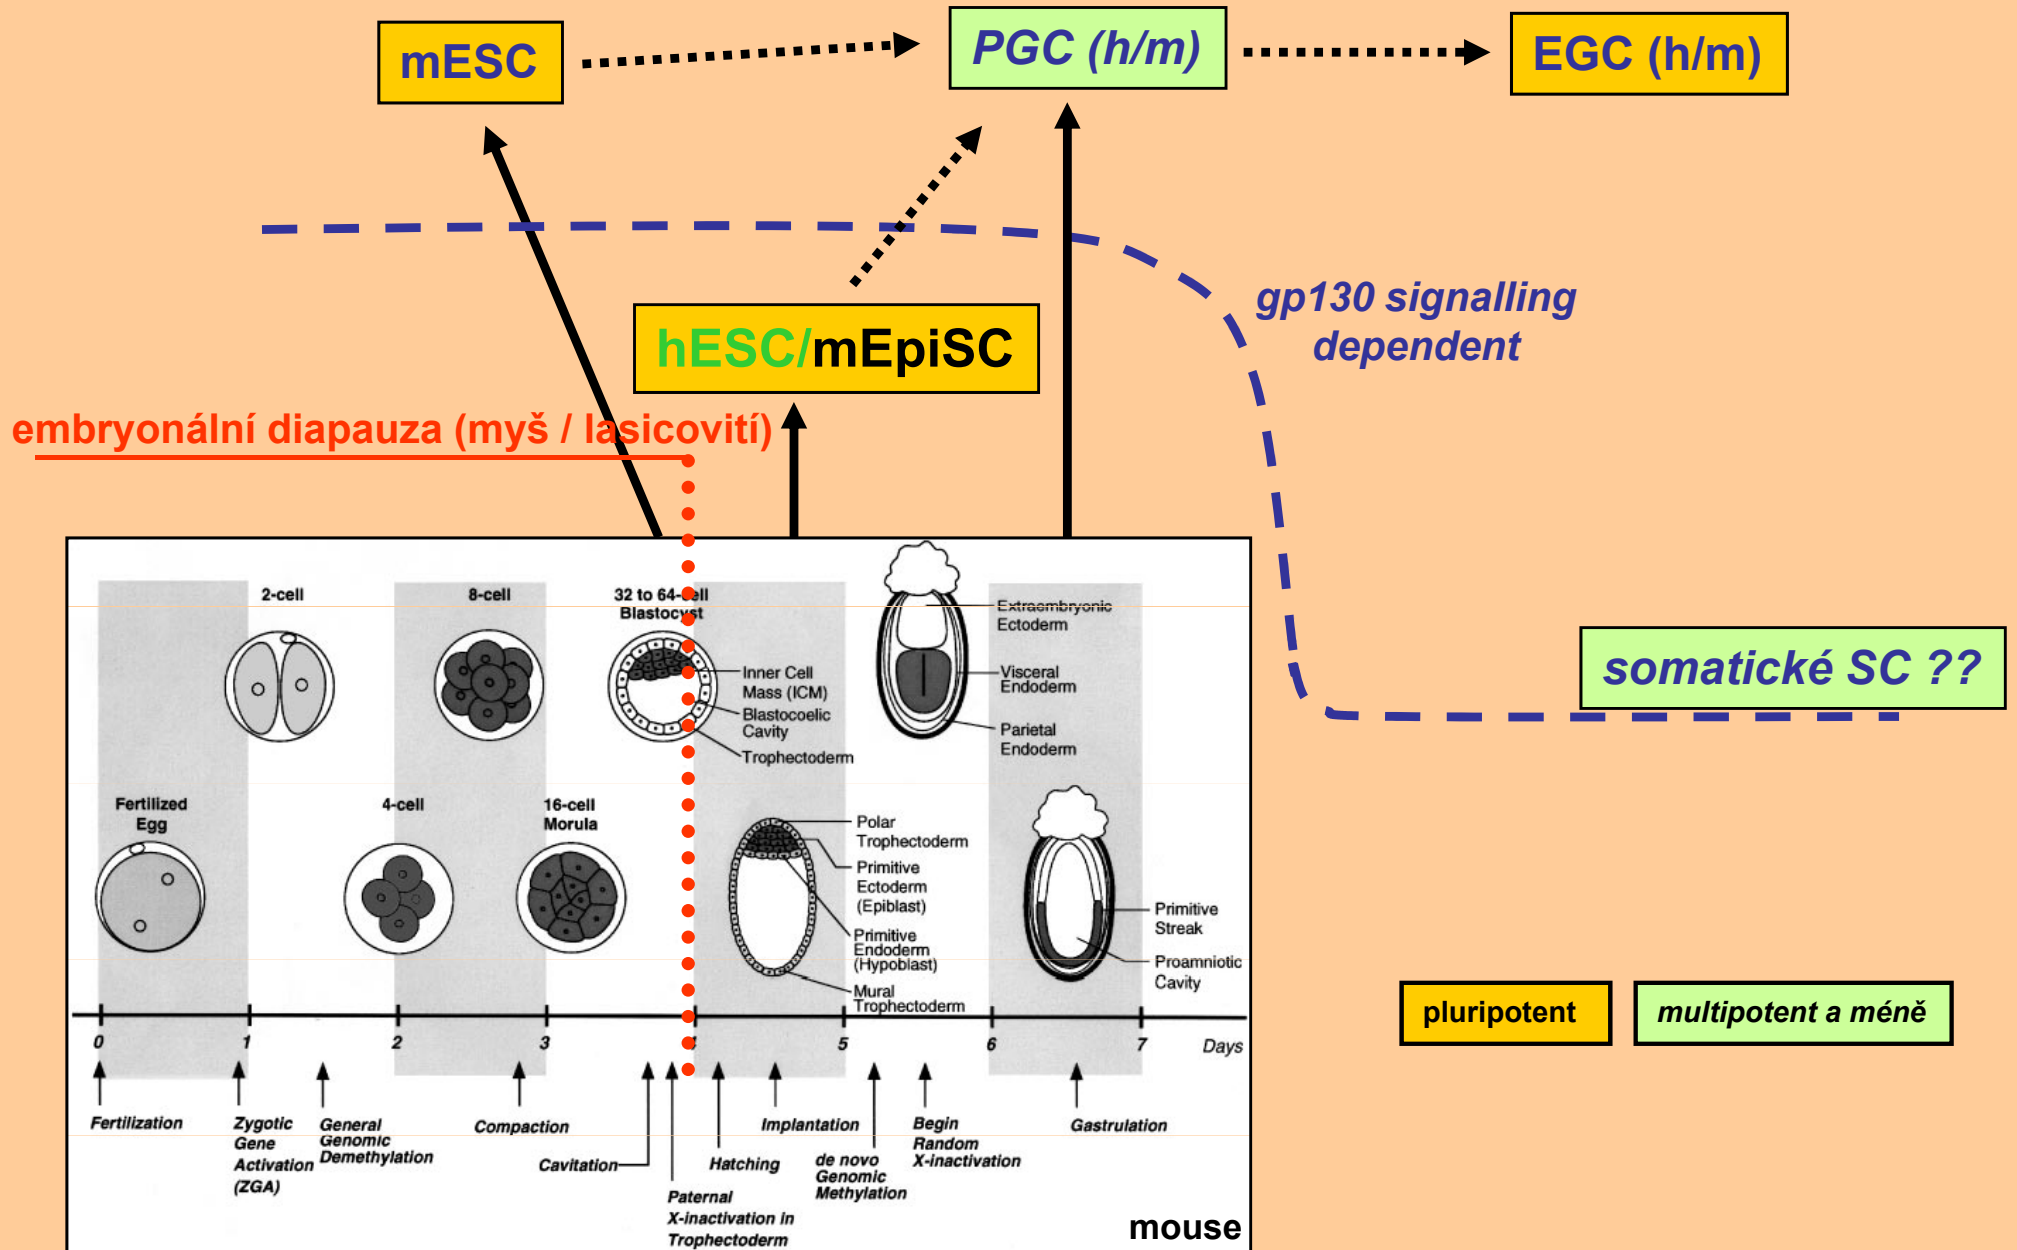 mESC
PGC (h/m)
EGC (h/m)
gp130 signalling
dependent
hESC/mEpiSC
embryonální diapauza (myš / lasicovití)
somatické SC ??
2-cell
8-cell
32 to 64-cell
Blastocyst
Inner Cell
Mass (ICM)
Blastocoelic
Cavity
Trophectoderm
Extraembryonic
Ectoderm
Visceral
Endoderm
Parietal
Endoderm
Fertilized
Egg
4-cell
16-cell
Morula
Polar
Trophectoderm
Primitive
Ectoderm
(Epiblast)
Primitive
Endoderm
(Hypoblast)
Mural
Trophectoderm
Primitive
Streak
Proamniotic
Cavity
0 1 2 3 4 5 6 7 Days
Fertilization
Zygotic
Gene
Activation
(ZGA)
General
Genomic
Demethylation
Compaction
Cavitation
Paternal
X-inactivation in
Trophectoderm
Hatching
Implantation
de novo
Genomic
Methylation
Begin
Random
X-inactivation
Gastrulation
mouse
pluripotent
multipotent a méně